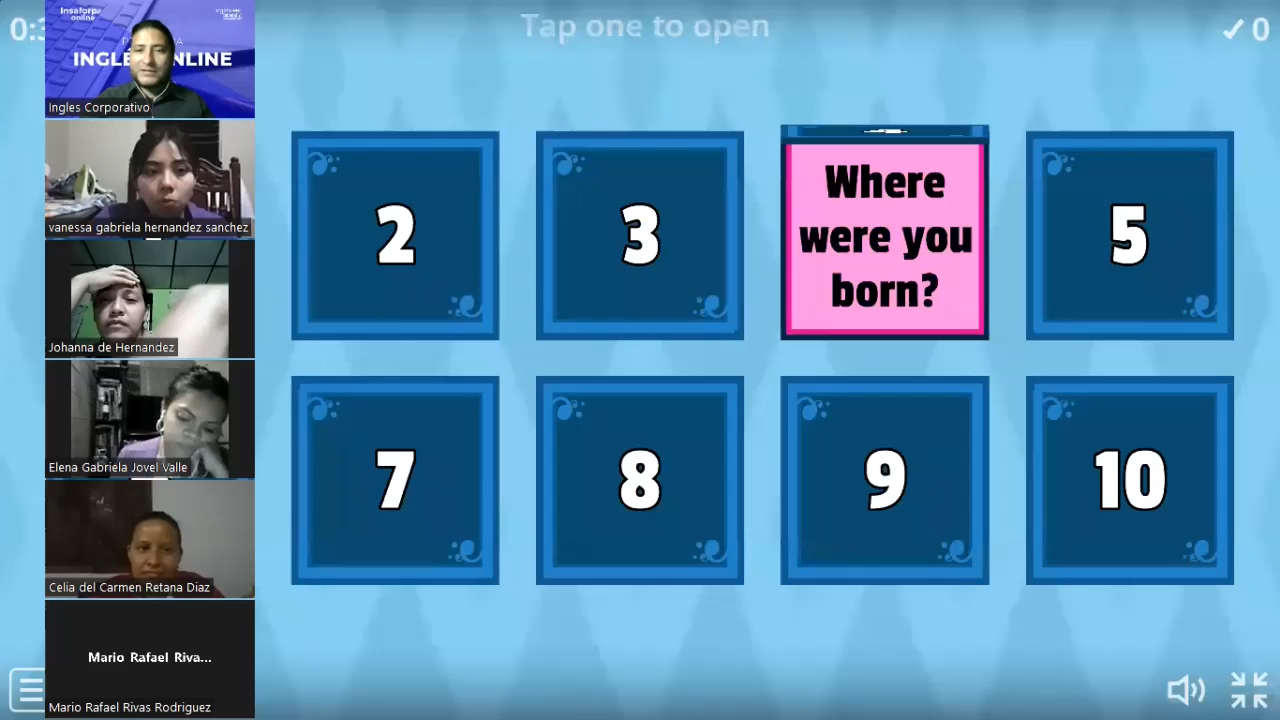 Tap one to open
0
Insaforp
online
INGL
NLINE
Ingles Corporativo
vanessa gabriela hernandez sanchez
Johanna de Hernandez
Elena Gabriela Jovel Valle
Celia del Carmen Retana Diaz
Mario Rafael Riva...
Mario Rafael Rivas Rodriguez
2
3
Where
were you
born?
5
7
8
9
10